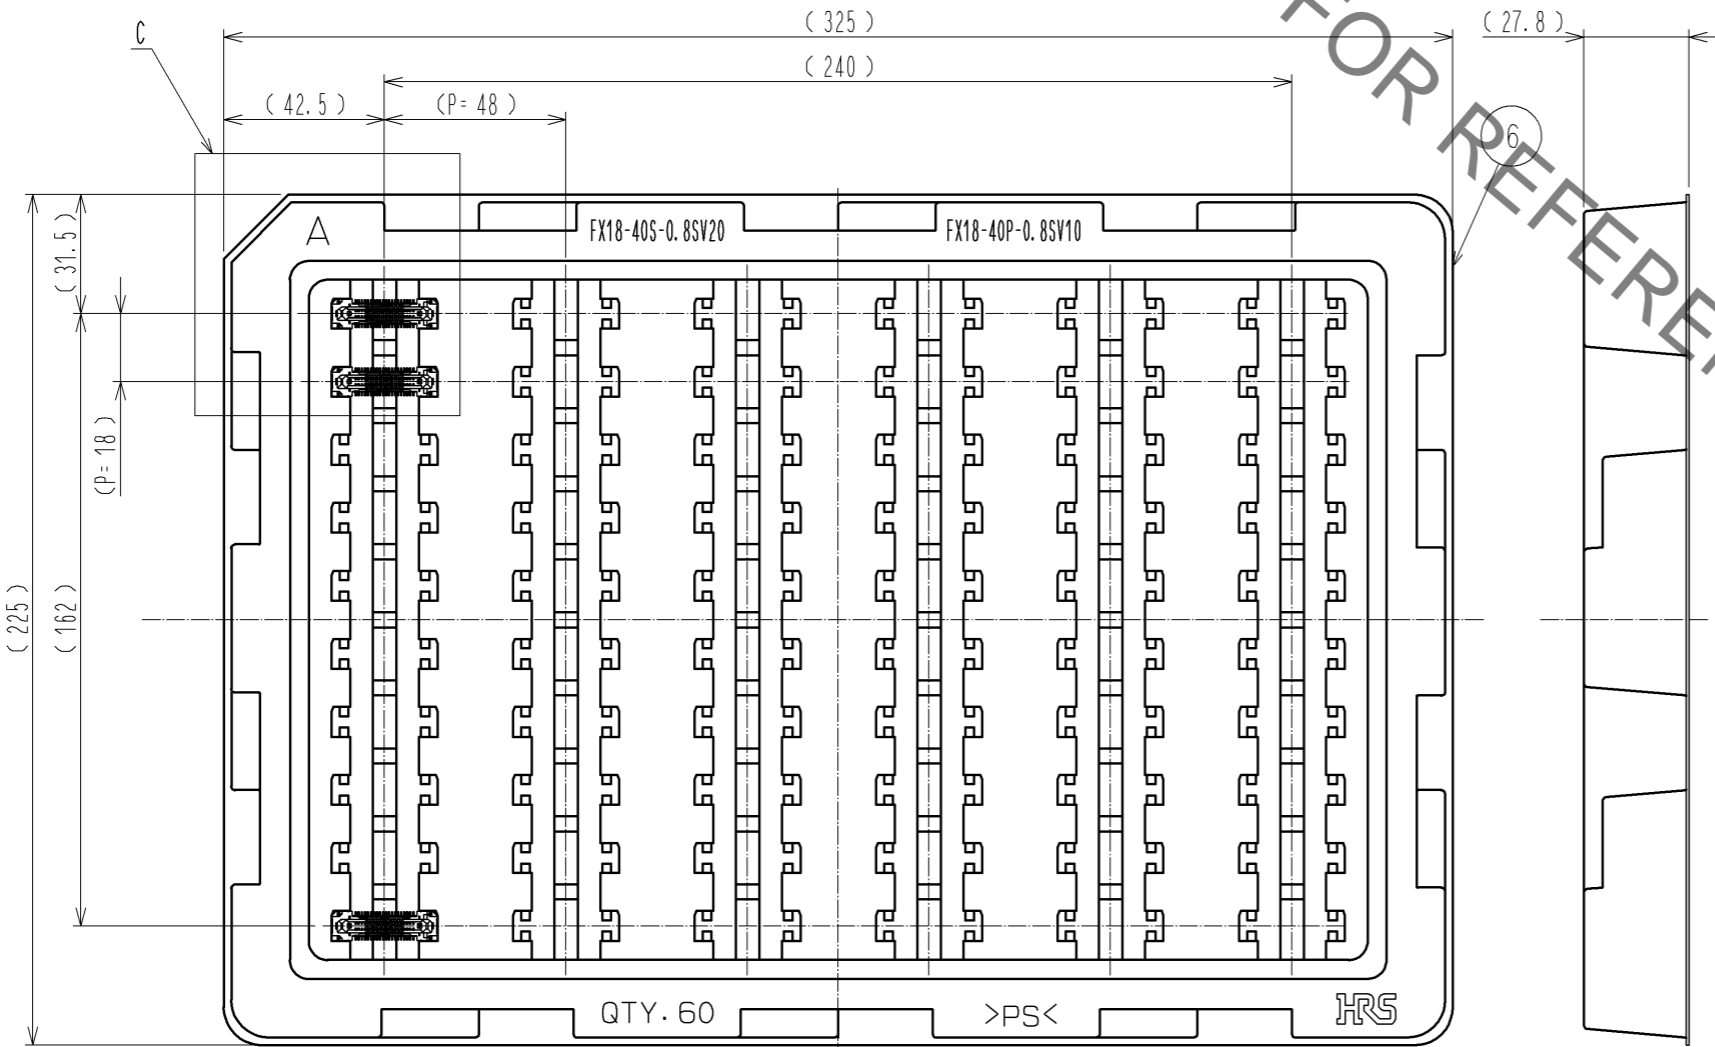 ( 325 )
( 27. 8 )
C
( 240 )
( 42. 5 )
(P= 48 )
FOR REFERE
6
A
FX18-40S-0. 8SV20
FX18-40P-0. 8SV10
( 31. 5 )
(P= 18 )
( 225 )
( 162 )
QTY. 60
>PS<
HRS